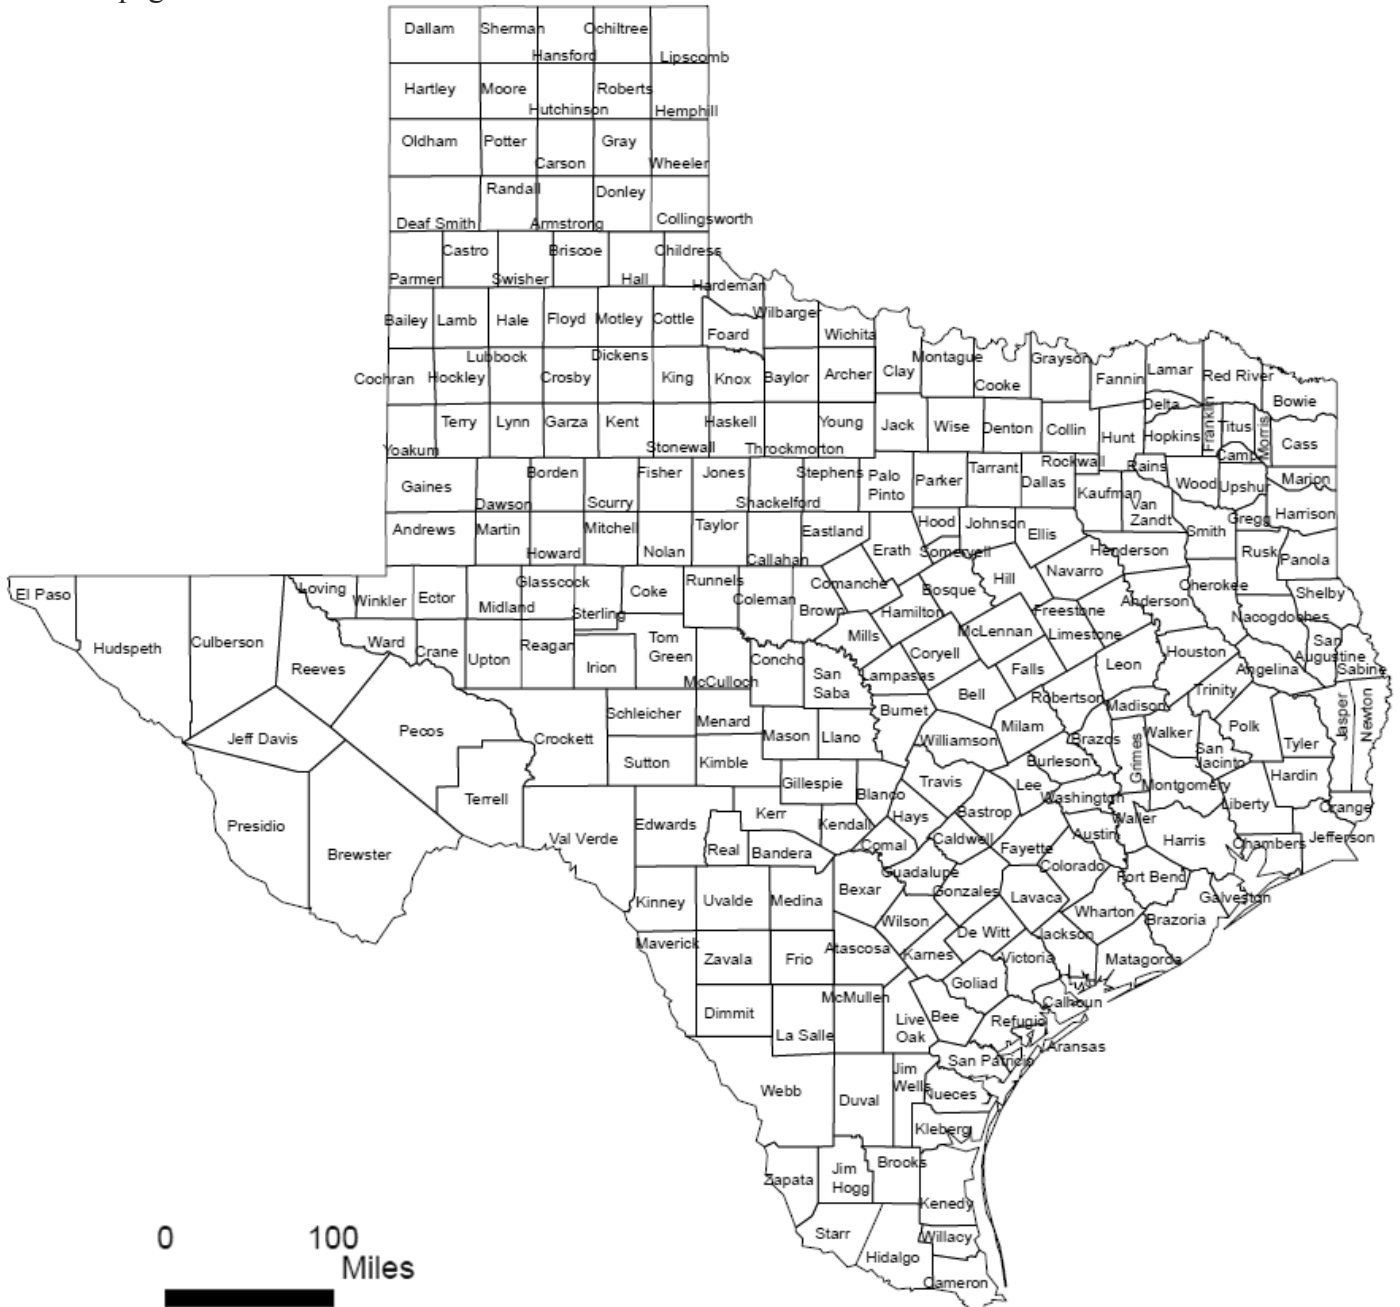 pag
Dallam Sherman Ochiltree
Hansford Lipscomb
Hartley Moore Roberts
Hutchinson Hemphill
Oldham Potter Gray
Carson Wheeler
Randall Donley
Deaf Smith Armstrong Collingsworth
Castro Briscoe Childress
Parmer Swisher Hall
Hardeman
Bailey Lamb Hale Floyd Motley Cottle Foard Wilbarger Wichita
Lubbock Dickens Montague Grayson
Cochran Hockley Crosby King Knox Baylor Archer Clay Cooke Fannin Lamar Red River
Delta Bowie
Terry Lynn Garza Kent Haskell Young Jack Wise Denton Collin Hunt Hopkins Franklin Titus Morris Cass
Yoakum Stonewall Throckmorton Camp
Borden Fisher Jones Stephens Palo Pinto Parker Tarrant Rockwall Rains
Gaines Dawson Scurry Shackelford Dallas Kaufman Van Zandt Wood Upshur Marion
Andrews Martin Mitchell Taylor Eastland Hood Johnson Ellis Smith Gregg Harrison
Howard Nolan Callahan Erath Somervell Henderson Rusk Panola
El Paso Loving Winkler Ector Midland Glasscock Sterling Coke Runnels Coleman Brown Comanche Bosque Hill Navarro Anderson Cherokee Shelby
Hamilton Freestone Nacogdoches
Hudspeth Culberson Reeves Ward Crane Upton Reagan Irion Tom Green Concho Mills McLennan Limestone Houston San Augustine
McCulloch San Saba Lampasas Coryell Falls Leon Angelina Sabine
Schleicher Menard Bell Robertson Madison Trinity
Jeff Davis Pecos Crockett Mason Llano Burnet Milam Brazos Walker Polk Jasper Newton
Sutton Kimble Williamson Burleson Grimes San Jacinto Tyler
Terrell Gillespie Blanco Travis Lee Washington Montgomery Liberty Hardin
Presidio Edwards Kerr Kendall Hays Bastrop Waller Orange
Brewster Val Verde Real Bandera Comal Caldwell Fayette Austin Harris Chambers Jefferson
Guadalupe Colorado Fort Bend
Kinney Uvalde Medina Bexar Gonzales Lavaca Wharton Galveston
Wilson De Witt Jackson Brazoria
Maverick Zavala Frio Atascosa Karnes Victoria Matagorda
McMullen Goliad Calhoun
Dimmit La Salle Live Oak Bee Refugio
San Patricio Aransas
Webb Duval Jim Wells Nueces
Kleberg
Zapata Jim Hogg Brooks
Kenedy
Starr Willacy
Hidalgo
Cameron
0 100
Miles